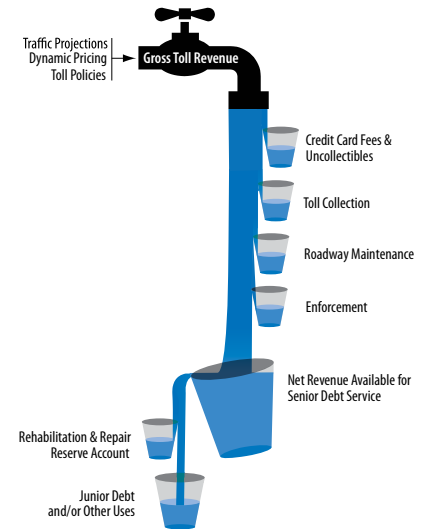 Traffic Projections
Dynamic Pricing
Toll Policies
Gross Toll Revenue
Credit Card Fees &
Uncollectibles
Toll Collection
Roadway Maintenance
Enforcement
Net Revenue Available for
Senior Debt Service
Rehabilitation & Repair
Reserve Account
Junior Debt
and/or Other Uses